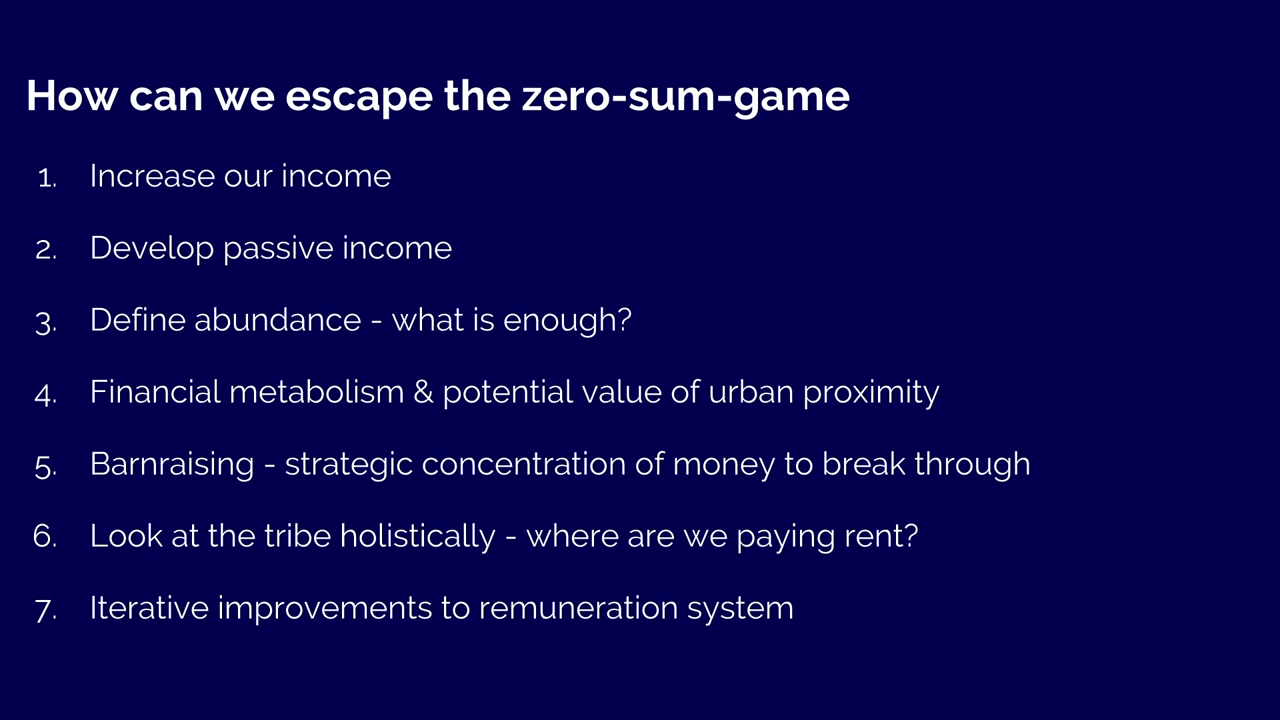 How can we escape the zero-sum-game
1. Increase our income
2. Develop passive income
3. Define abundance - what is enough?
4. Financial metabolism & potential value of urban proximity
5. Barnraising - strategic concentration of money to break through
6. Look at the tribe holistically - where are we paying rent?
7. Iterative improvements to remuneration system